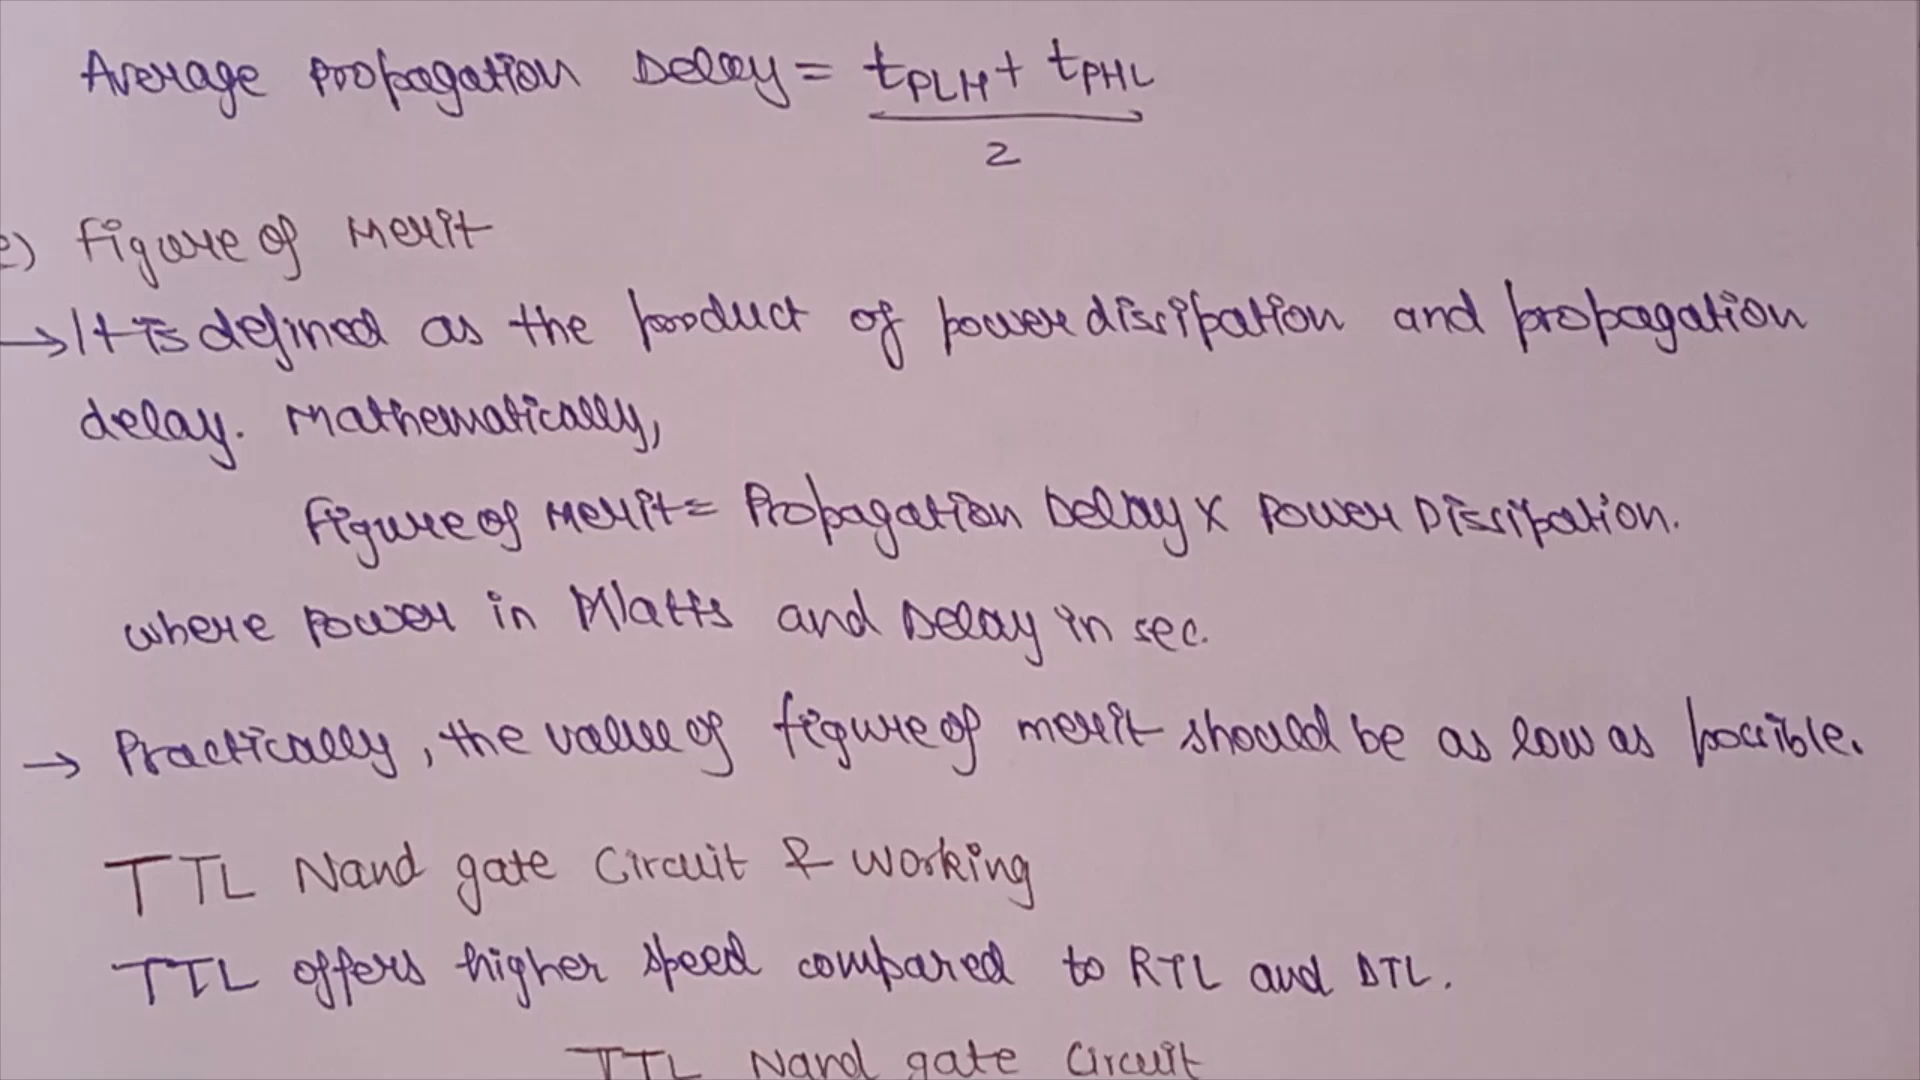 Average Propagation Delay = tPLH + tPHL
2
e) figure of Merit
→ It is defined as the product of power dissipation and propagation
delay. Mathematically,
figure of Merit = Propagation Delay x Power Dissipation.
where Power in Watts and Delay in sec.
→ Practically, the value of figure of merit should be as low as possible.
TTL Nand gate Circuit & Working
TTL offers higher speed compared to RTL and DTL.
TTL Nand gate Circuit